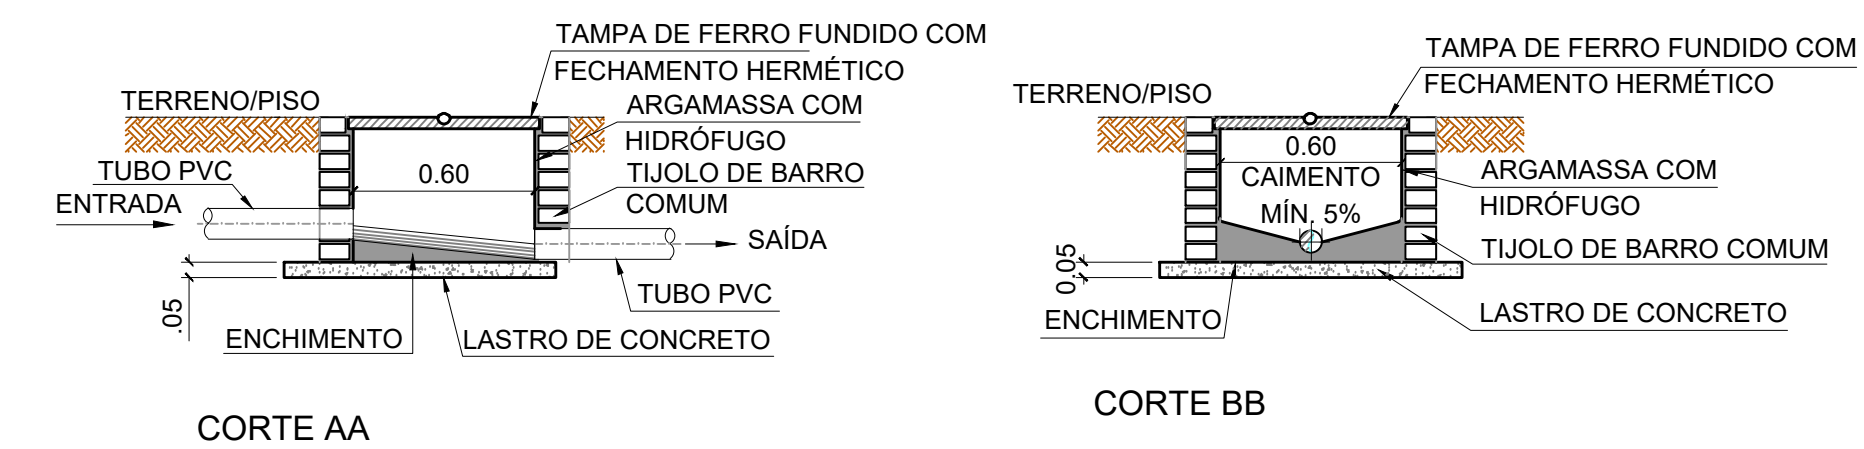 TAMPA DE FERRO FUNDIDO COM
FECHAMENTO HERMÉTICO
TERRENO/PISO
ARGAMASSA COM
HIDRÓFUGO
TUBO PVC
0.60
TIJOLO DE BARRO
COMUM
ENTRADA
SAÍDA
.05
TUBO PVC
ENCHIMENTO
LASTRO DE CONCRETO
CORTE AA
TAMPA DE FERRO FUNDIDO COM
FECHAMENTO HERMÉTICO
TERRENO/PISO
0.60
CAIMENTO
MÍN. 5%
ARGAMASSA COM
HIDRÓFUGO
TIJOLO DE BARRO COMUM
0.05
ENCHIMENTO
LASTRO DE CONCRETO
CORTE BB